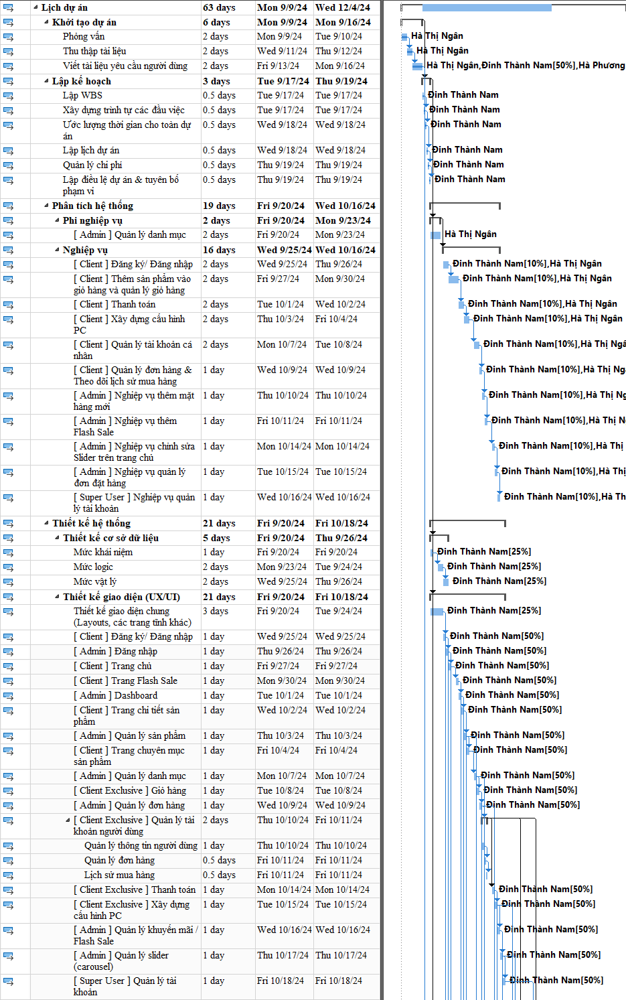 Lịch dự án 63 days Mon 9/9/24 Wed 12/4/24
Khởi tạo dự án 6 days Mon 9/9/24 Mon 9/16/24
Phỏng vấn 2 days Mon 9/9/24 Tue 9/10/24 Hà Thị Ngân
Thu thập tài liệu 2 days Wed 9/11/24 Thu 9/12/24 Hà Thị Ngân
Viết tài liệu yêu cầu người dùng 2 days Fri 9/13/24 Mon 9/16/24 Hà Thị Ngân,Đinh Thành Nam[50%],Hà Phương
Lập kế hoạch 3 days Tue 9/17/24 Thu 9/19/24
Lập WBS 0.5 days Tue 9/17/24 Tue 9/17/24 Đinh Thành Nam
Xây dựng trình tự các đầu việc 0.5 days Tue 9/17/24 Tue 9/17/24 Đinh Thành Nam
Ước lượng thời gian cho toàn dự 0.5 days Wed 9/18/24 Wed 9/18/24 Đinh Thành Nam
án
Lập lịch dự án 0.5 days Wed 9/18/24 Wed 9/18/24 Đinh Thành Nam
Quản lý chi phí 0.5 days Thu 9/19/24 Thu 9/19/24 Đinh Thành Nam
Lập điều lệ dự án & tuyên bố 0.5 days Thu 9/19/24 Thu 9/19/24 Đinh Thành Nam
phạm vi
Phân tích hệ thống 19 days Fri 9/20/24 Wed 10/16/24
Phi nghiệp vụ 2 days Fri 9/20/24 Mon 9/23/24
[ Admin ] Quản lý danh mục 2 days Fri 9/20/24 Mon 9/23/24 Hà Thị Ngân
Nghiệp vụ 16 days Wed 9/25/24 Wed 10/16/24
[ Client ] Đăng ký/ Đăng nhập 2 days Wed 9/25/24 Thu 9/26/24 Đinh Thành Nam[10%],Hà Thị Ngân
[ Client ] Thêm sản phẩm vào 2 days Fri 9/27/24 Mon 9/30/24 Đinh Thành Nam[10%],Hà Thị Ngân
giỏ hàng và quản lý giỏ hàng
[ Client ] Thanh toán 2 days Tue 10/1/24 Wed 10/2/24 Đinh Thành Nam[10%],Hà Thị Ngân
[ Client ] Xây dựng cấu hình 2 days Thu 10/3/24 Fri 10/4/24 Đinh Thành Nam[10%],Hà Thị Ngân
PC
[ Client ] Quản lý tài khoản cá 2 days Mon 10/7/24 Tue 10/8/24 Đinh Thành Nam[10%],Hà Thị Ngâ
nhân
[ Client ] Quản lý đơn hàng & 1 day Wed 10/9/24 Wed 10/9/24 Đinh Thành Nam[10%],Hà Thị Ng
Theo dõi lịch sử mua hàng
[ Admin ] Nghiệp vụ thêm mặt 1 day Thu 10/10/24 Thu 10/10/24 Đinh Thành Nam[10%],Hà Thị Ng
hàng mới
[ Admin ] Nghiệp vụ thêm 1 day Fri 10/11/24 Fri 10/11/24 Đinh Thành Nam[10%],Hà Thị N
Flash Sale
[ Admin ] Nghiệp vụ chỉnh sửa 1 day Mon 10/14/24 Mon 10/14/24 Đinh Thành Nam[10%],Hà Thị
Slider trên trang chủ
[ Admin ] Nghiệp vụ quản lý 1 day Tue 10/15/24 Tue 10/15/24 Đinh Thành Nam[10%],Hà Thị
đơn đặt hàng
[ Super User ] Nghiệp vụ quản 1 day Wed 10/16/24 Wed 10/16/24 Đinh Thành Nam[10%],Hà Th
lý tài khoản
Thiết kế hệ thống 21 days Fri 9/20/24 Fri 10/18/24
Thiết kế cơ sở dữ liệu 5 days Fri 9/20/24 Thu 9/26/24
Mức khái niệm 1 day Fri 9/20/24 Fri 9/20/24 Đinh Thành Nam[25%]
Mức logic 2 days Mon 9/23/24 Tue 9/24/24 Đinh Thành Nam[25%]
Mức vật lý 2 days Wed 9/25/24 Thu 9/26/24 Đinh Thành Nam[25%]
Thiết kế giao diện (UX/UI) 21 days Fri 9/20/24 Fri 10/18/24
Thiết kế giao diện chung 3 days Fri 9/20/24 Tue 9/24/24 Đinh Thành Nam[25%]
(Layouts, các trang tĩnh khác)
[ Client ] Đăng ký/ Đăng nhập 1 day Wed 9/25/24 Wed 9/25/24 Đinh Thành Nam[50%]
[ Admin ] Đăng nhập 1 day Thu 9/26/24 Thu 9/26/24 Đinh Thành Nam[50%]
[ Client ] Trang chủ 1 day Fri 9/27/24 Fri 9/27/24 Đinh Thành Nam[50%]
[ Client ] Trang Flash Sale 1 day Mon 9/30/24 Mon 9/30/24 Đinh Thành Nam[50%]
[ Admin ] Dashboard 1 day Tue 10/1/24 Tue 10/1/24 Đinh Thành Nam[50%]
[ Client ] Trang chi tiết sản 1 day Wed 10/2/24 Wed 10/2/24 Đinh Thành Nam[50%]
phẩm
[ Admin ] Quản lý sản phẩm 1 day Thu 10/3/24 Thu 10/3/24 Đinh Thành Nam[50%]
[ Client ] Trang chuyên mục 1 day Fri 10/4/24 Fri 10/4/24 Đinh Thành Nam[50%]
sản phẩm
[ Admin ] Quản lý danh mục 1 day Mon 10/7/24 Mon 10/7/24 Đinh Thành Nam[50%]
[ Client Exclusive ] Giỏ hàng 1 day Tue 10/8/24 Tue 10/8/24 Đinh Thành Nam[50%]
[ Admin ] Quản lý đơn hàng 1 day Wed 10/9/24 Wed 10/9/24 Đinh Thành Nam[50%]
[ Client Exclusive ] Quản lý tài 2 days Thu 10/10/24 Fri 10/11/24
khoản người dùng
Quản lý thông tin người dùng 1 day Thu 10/10/24 Thu 10/10/24
Quản lý đơn hàng 0.5 days Fri 10/11/24 Fri 10/11/24
Lịch sử mua hàng 0.5 days Fri 10/11/24 Fri 10/11/24
[ Client Exclusive ] Thanh toán 1 day Mon 10/14/24 Mon 10/14/24 Đinh Thành Nam[50%]
[ Client Exclusive ] Xây dựng 1 day Tue 10/15/24 Tue 10/15/24 Đinh Thành Nam[50%]
cấu hình PC
[ Admin ] Quản lý khuyến mãi / 1 day Wed 10/16/24 Wed 10/16/24 Đinh Thành Nam[50%]
Flash Sale
[ Admin ] Quản lý slider 1 day Thu 10/17/24 Thu 10/17/24 Đinh Thành Nam[50%]
(carousel)
[ Super User ] Quản lý tài 1 day Fri 10/18/24 Fri 10/18/24 Đinh Thành Nam[50%]
khoản